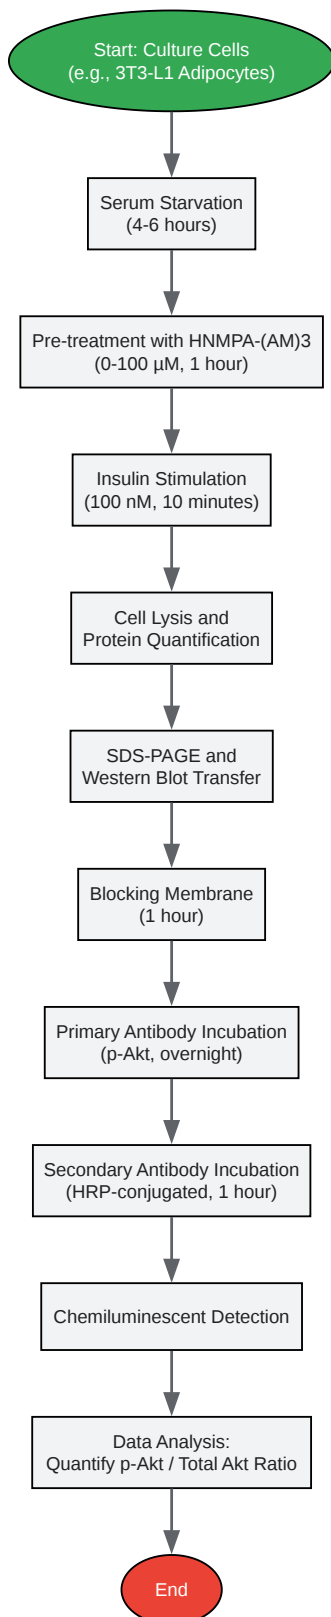 Start: Culture Cells
(e.g., 3T3-L1 Adipocytes)
Serum Starvation
(4-6 hours)
Pre-treatment with HNMPA-(AM)3
(0-100 µM, 1 hour)
Insulin Stimulation
(100 nM, 10 minutes)
Cell Lysis and
Protein Quantification
SDS-PAGE and
Western Blot Transfer
Blocking Membrane
(1 hour)
Primary Antibody Incubation
(p-Akt, overnight)
Secondary Antibody Incubation
(HRP-conjugated, 1 hour)
Chemiluminescent Detection
Data Analysis:
Quantify p-Akt / Total Akt Ratio
End